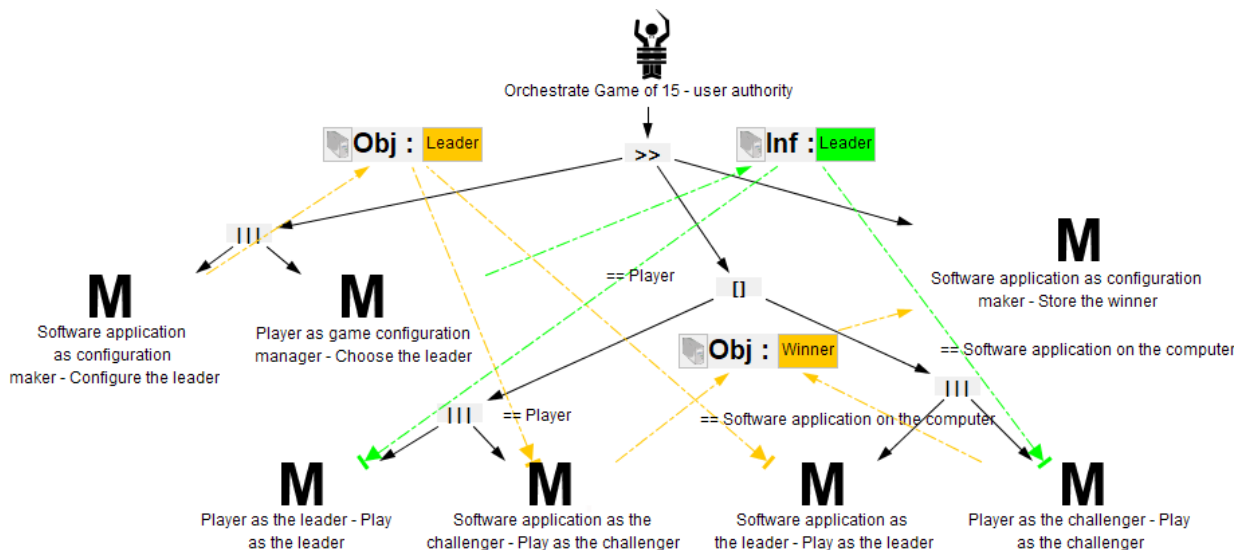 Orchestrate Game of 15 - user authority
Obj : Leader
Inf : Leader
>>
|||
M
Software application
as configuration
maker - Configure the leader
M
Player as game configuration
manager - Choose the leader
== Player
[]
M
Software application as configuration
maker - Store the winner
Obj : Winner
== Software application on the computer
|||
== Player
== Software application on the computer
|||
M
Player as the leader - Play
as the leader
M
Software application as the
challenger - Play as the challenger
M
Software application as
the leader - Play as the leader
M
Player as the challenger - Play
as the challenger